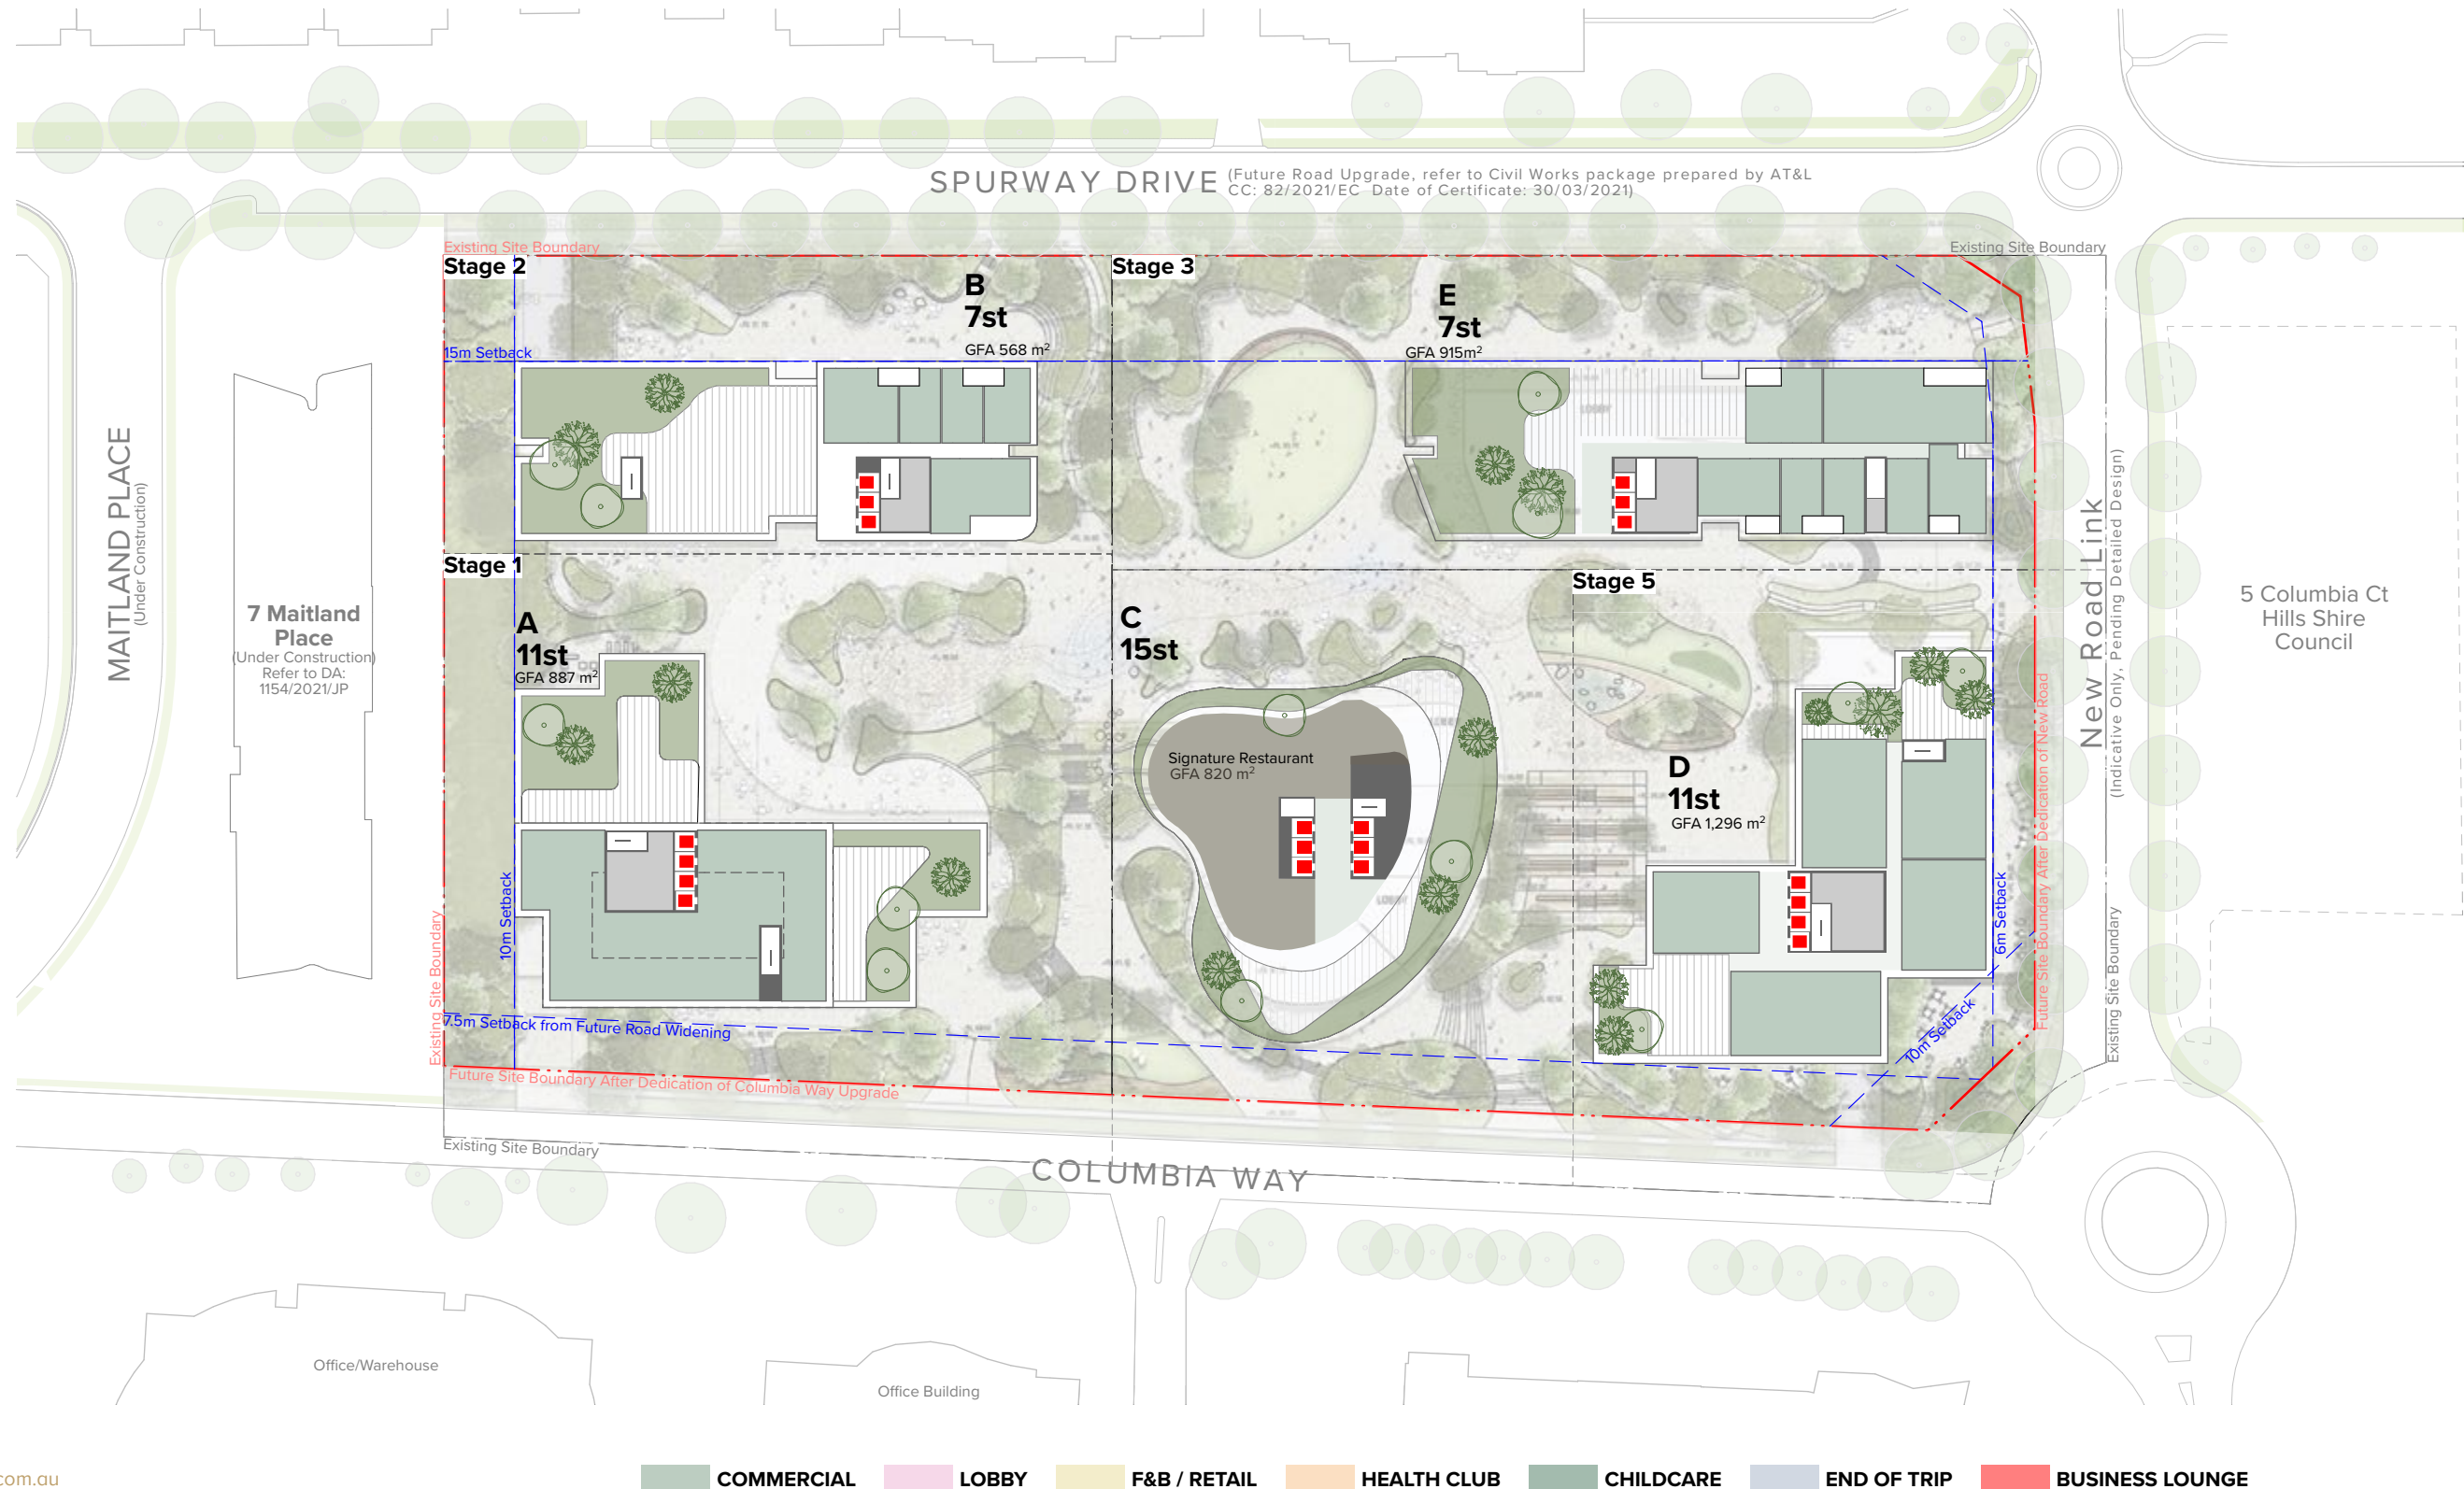 SPURWAY DRIVE (Future Road Upgrade, refer to Civil Works package prepared by AT&L
CC: 82/2021/EC Date of Certificate: 30/03/2021)
Existing Site Boundary
Existing Site Boundary
Stage 2
Stage 3
B
7st
GFA 568 m²
E
7st
GFA 915m²
15m Setback
LOBBY
MAITLAND PLACE
(Under Construction)
7 Maitland
Place
(Under Construction)
Refer to DA:
1154/2021/JP
Stage 1
Stage 5
A
11st
GFA 887 m²
C
15st
Signature Restaurant
GFA 820 m²
LOBBY
D
11st
GFA 1,296 m²
New Road Link
(Indicative Only, Pending Detailed Design)
5 Columbia Ct
Hills Shire
Council
Future Site Boundary After Dedication of New Road
Existing Site Boundary
10m Setback
6m Setback
10m Setback
Existing Site Boundary
7.5m Setback from Future Road Widening
Future Site Boundary After Dedication of Columbia Way Upgrade
Existing Site Boundary
COLUMBIA WAY
Office/Warehouse
Office Building
com.au
COMMERCIAL
LOBBY
F&B / RETAIL
HEALTH CLUB
CHILDCARE
END OF TRIP
BUSINESS LOUNGE